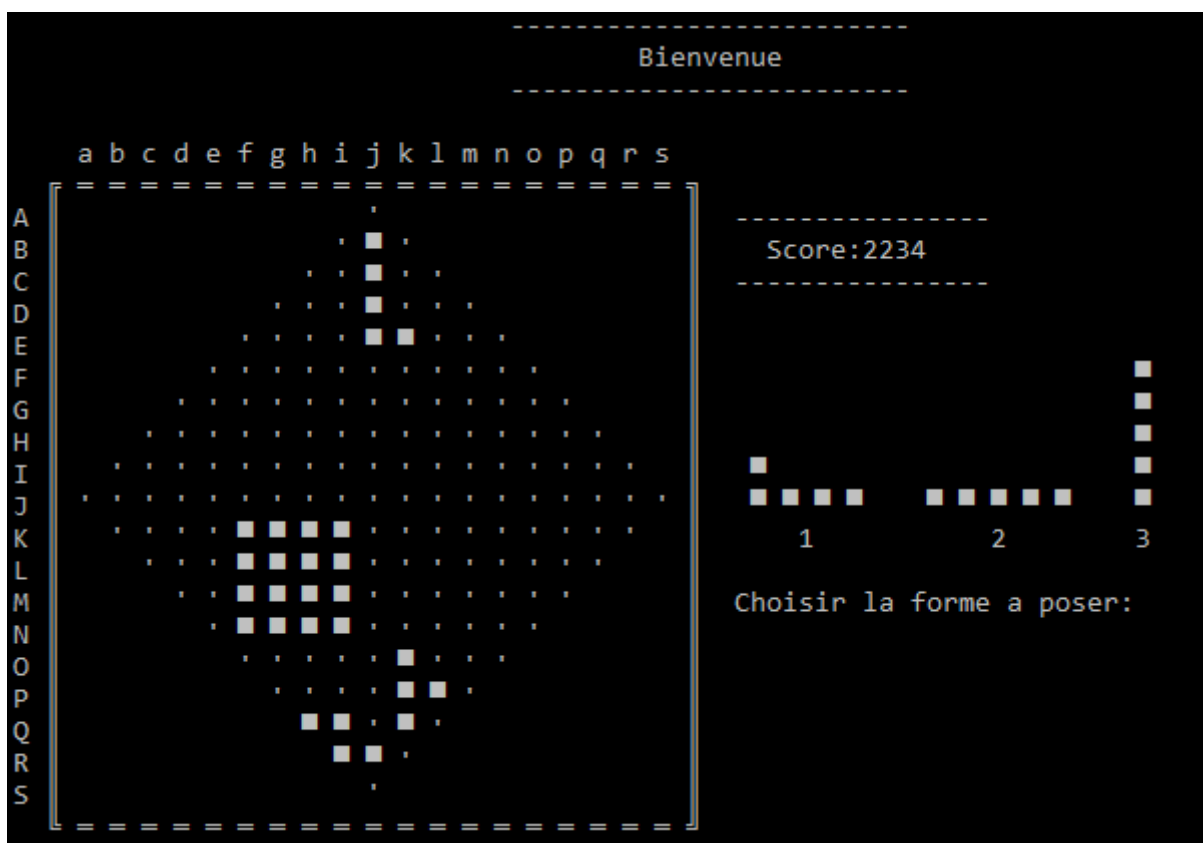 Bienvenue
a b c d e f g h i j k l m n o p q r s
A
B
Score:2234
C
D
E
F
G
H
I
J
K
1 2 3
L
M
Choisir la forme a poser:
N
O
P
Q
R
S